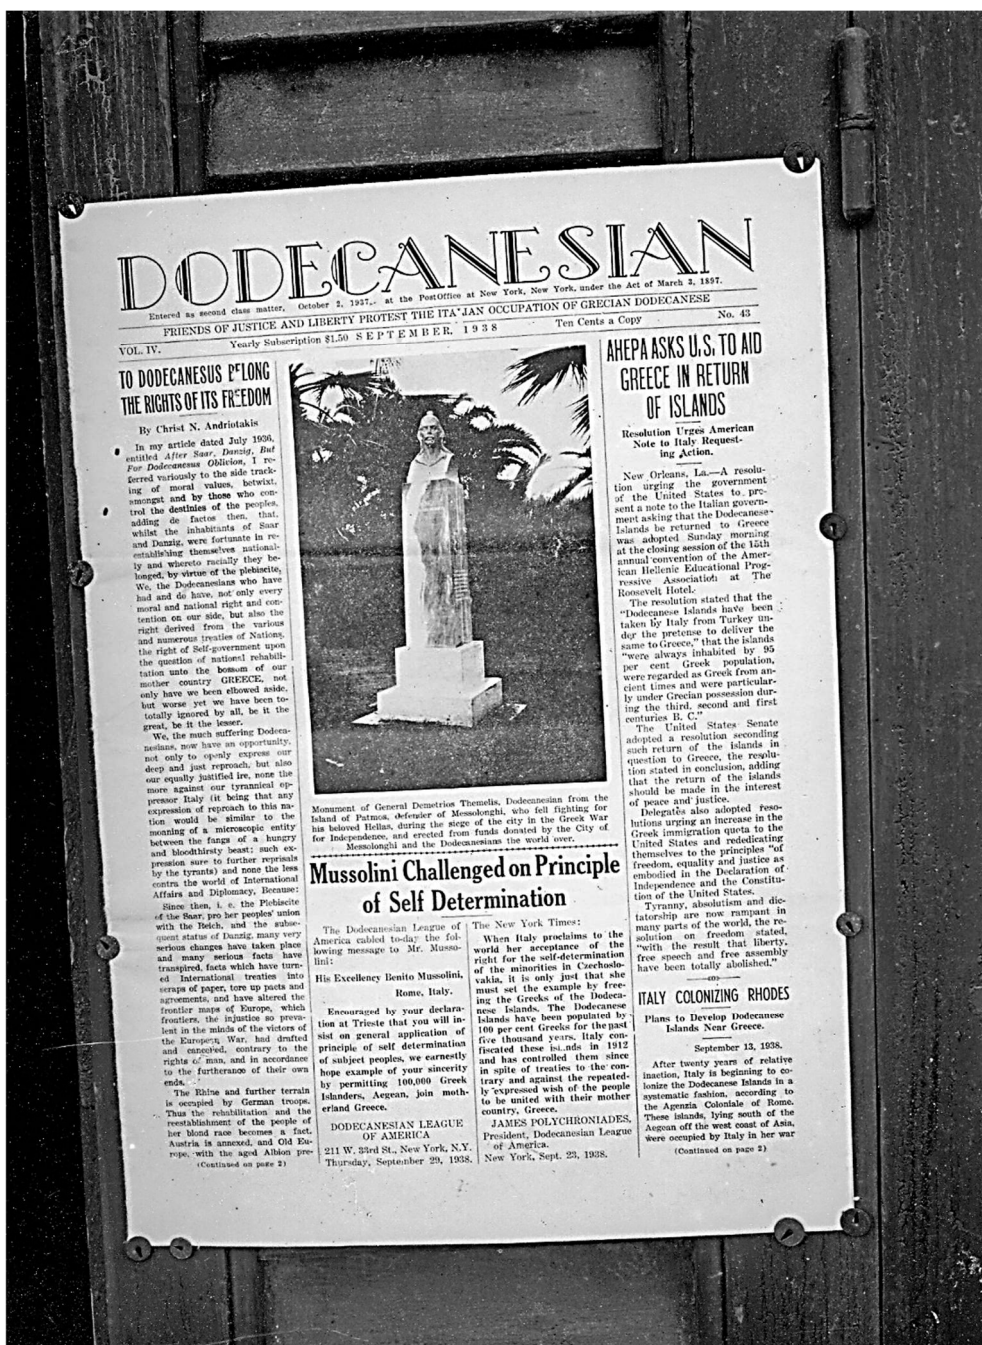 DODECANESIAN
Entered as second class matter, October 2, 1937, at the PostOffice at New York, New York, under the Act of March 3, 1897.
FRIENDS OF JUSTICE AND LIBERTY PROTEST THE ITA JAN OCCUPATION OF GRECIAN DODECANESE
VOL. IV. Yearly Subscription $1.50 SEPTEMBER, 1938 Ten Cents a Copy No. 43
TO DODECANESUS BELONG
THE RIGHTS OF ITS FREEDOM
By Christ N. Andriotakis
In my article dated July 1936,
entitled After Saar, Danzig, But
For Dodecanesus Oblivion, I re-
ferred variously to the side track-
ing of moral values, betwixt,
amongst and by those who con-
trol the destinies of the peoples,
adding de factos then, that,
whilst the inhabitants of Saar
and Danzig, were fortunate in re-
establishing themselves national-
ly and whereto racially they be-
longed, by virtue of the plebiscite,
We, the Dodecanesians who have
had and do have, not only every
moral and national right and con-
tention on our side, but also the
right derived from the various
and numerous treaties of Nations,
the right of Self-government upon
the question of national rehabili-
tation unto the bossom of our
mother country GREECE, not
only have we been elbowed aside,
but worse yet we have been to-
totally ignored by all, be it the
great, be it the lesser.
We, the much suffering Dodeca-
nesians, now have an opportunity,
not only to openly express our
deep and just reproach, but also
our equally justified ire, none the
more against our tyrannical op-
pressor Italy (it being that any
expression of reproach to this na-
tion would be similar to the
moaning of a microscopic entity
between the fangs of a hungry
and bloodthirsty beast; such ex-
pression sure to further reprisals
by the tyrants) and none the less
contra the world of International
Affairs and Diplomacy, Because:
Since then, i. e. the Plebiscite
of the Saar, pro her peoples' union
with the Reich, and the subse-
quent status of Danzig, many very
serious changes have taken place
and many serious facts have
transpired, facts which have turn-
ed International treaties into
scraps of paper, tore up pacts and
agreements, and have altered the
frontier maps of Europe, which
frontiers, the injustice so preva-
lent in the minds of the victors of
the European War, had drafted
and canceled, contrary to the
rights of man, and in accordance
to the furtherance of their own
ends.
The Rhine and further terrain
is occupied by German troops.
Thus the rehabilitation and the
reestablishment of the people of
her blond race becomes a fact.
Austria is annexed, and Old Eu-
rope, with the aged Albion pre-
(Continued on page 2)
Monument of General Demetrios Themelis, Dodecanesian from the
Island of Patmos, defender of Messolonghi, who fell fighting for
his beloved Hellas, during the siege of the city in the Greek War
for Independence, and erected from funds donated by the City of
Messolonghi and the Dodecanesians the world over.
Mussolini Challenged on Principle
of Self Determination
The Dodecanesian League of
America cabled to-day the fol-
lowing message to Mr. Musso-
lini:
His Excellency Benito Mussolini,
Rome, Italy.
Encouraged by your declara-
tion at Trieste that you will in-
sist on general application of
principle of self determination
of subject peoples, we earnestly
hope example of your sincerity
by permitting 100,000 Greek
Islanders, Aegean, join moth-
erland Greece.
DODECANESIAN LEAGUE
OF AMERICA
211 W. 33rd St., New York, N.Y.
Thursday, September 29, 1938.
The New York Times:
When Italy proclaims to the
world her acceptance of the
right for the self-determination
of the minorities in Czechoslo-
vakia, it is only just that she
must set the example by free-
ing the Greeks of the Dodeca-
nese Islands. The Dodecanese
Islands have been populated by
100 per cent Greeks for the past
five thousand years. Italy con-
fiscated these islands in 1912
and has controlled them since
in spite of treaties to the con-
trary and against the repeated-
ly expressed wish of the people
to be united with their mother
country, Greece.
JAMES POLYCHRONIADES,
President, Dodecanesian League
of America.
New York, Sept. 23, 1938.
AHEPA ASKS U.S. TO AID
GREECE IN RETURN
OF ISLANDS
Resolution Urges American
Note to Italy Request-
ing Action.
New Orleans, La.—A resolu-
tion urging the government
of the United States to pre-
sent a note to the Italian govern-
ment asking that the Dodecanese
Islands be returned to Greece
was adopted Sunday morning
at the closing session of the 15th
annual convention of the Amer-
ican Hellenic Educational Prog-
ressive Association at The
Roosevelt Hotel.
The resolution stated that the
"Dodecanese Islands have been
taken by Italy from Turkey un-
der the pretense to deliver the
same to Greece," that the islands
"were always inhabited by 95
per cent Greek population,
were regarded as Greek from an-
cient times and were particular-
ly under Grecian possession dur-
ing the third, second and first
centuries B. C."
The United States Senate
adopted a resolution seconding
such return of the islands in
question to Greece, the resolu-
tion stated in conclusion, adding
that the return of the islands
should be made in the interest
of peace and justice.
Delegates also adopted reso-
lutions urging an increase in the
Greek immigration quota to the
United States and rededicating
themselves to the principles "of
freedom, equality and justice as
embodied in the Declaration of
Independence and the Constitu-
tion of the United States.
Tyranny, absolutism and dic-
tatorship are now rampant in
many parts of the world, the re-
solution on freedom stated,
"with the result that liberty,
free speech and free assembly
have been totally abolished."
ITALY COLONIZING RHODES
Plans to Develop Dodecanese
Islands Near Greece.
September 13, 1938.
After twenty years of relative
inaction, Italy is beginning to co-
lonize the Dodecanese Islands in a
systematic fashion, according to
the Agenzia Coloniale of Rome.
These islands, lying south of the
Aegean off the west coast of Asia,
were occupied by Italy in her war
(Continued on page 2)